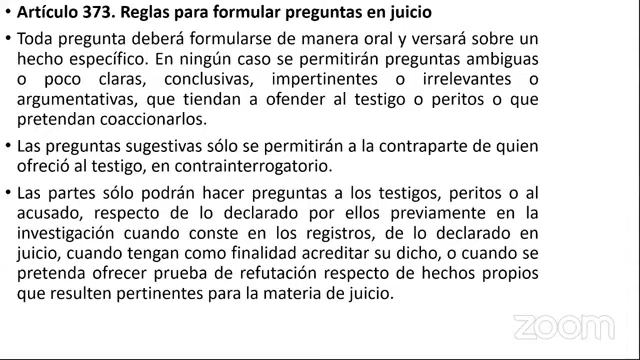 • Artículo 373. Reglas para formular preguntas en juicio
• Toda pregunta deberá formularse de manera oral y versará sobre un
hecho específico. En ningún caso se permitirán preguntas ambiguas
o poco claras, conclusivas, impertinentes o irrelevantes o
argumentativas, que tiendan a ofender al testigo o peritos o que
pretendan coaccionarlos.
• Las preguntas sugestivas sólo se permitirán a la contraparte de quien
ofreció al testigo, en contrainterrogatorio.
• Las partes sólo podrán hacer preguntas a los testigos, peritos o al
acusado, respecto de lo declarado por ellos previamente en la
investigación cuando conste en los registros, de lo declarado en
juicio, cuando tengan como finalidad acreditar su dicho, o cuando se
pretenda ofrecer prueba de refutación respecto de hechos propios
que resulten pertinentes para la materia de juicio.
zoom